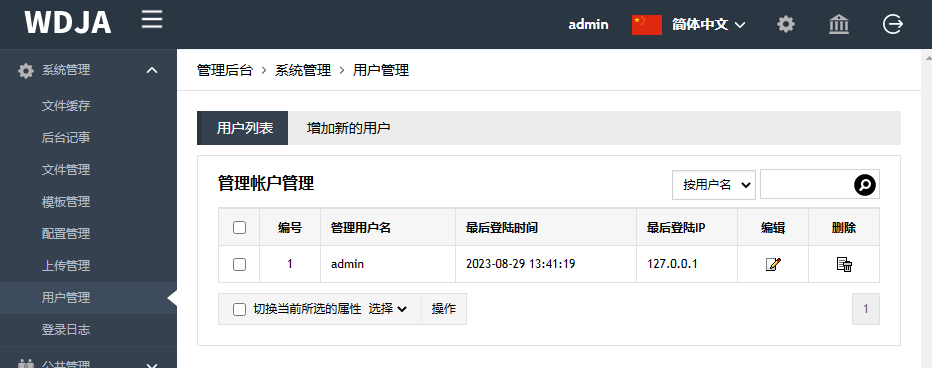 WDJA
admin 简体中文
系统管理
文件缓存
后台记事
文件管理
模板管理
配置管理
上传管理
用户管理
登录日志
公共管理
管理后台 › 系统管理 › 用户管理
用户列表 增加新的用户
管理帐户管理 按用户名
编号 管理用户名 最后登陆时间 最后登陆IP 编辑 删除
1 admin 2023-08-29 13:41:19 127.0.0.1
切换当前所选的属性 选择 操作 1